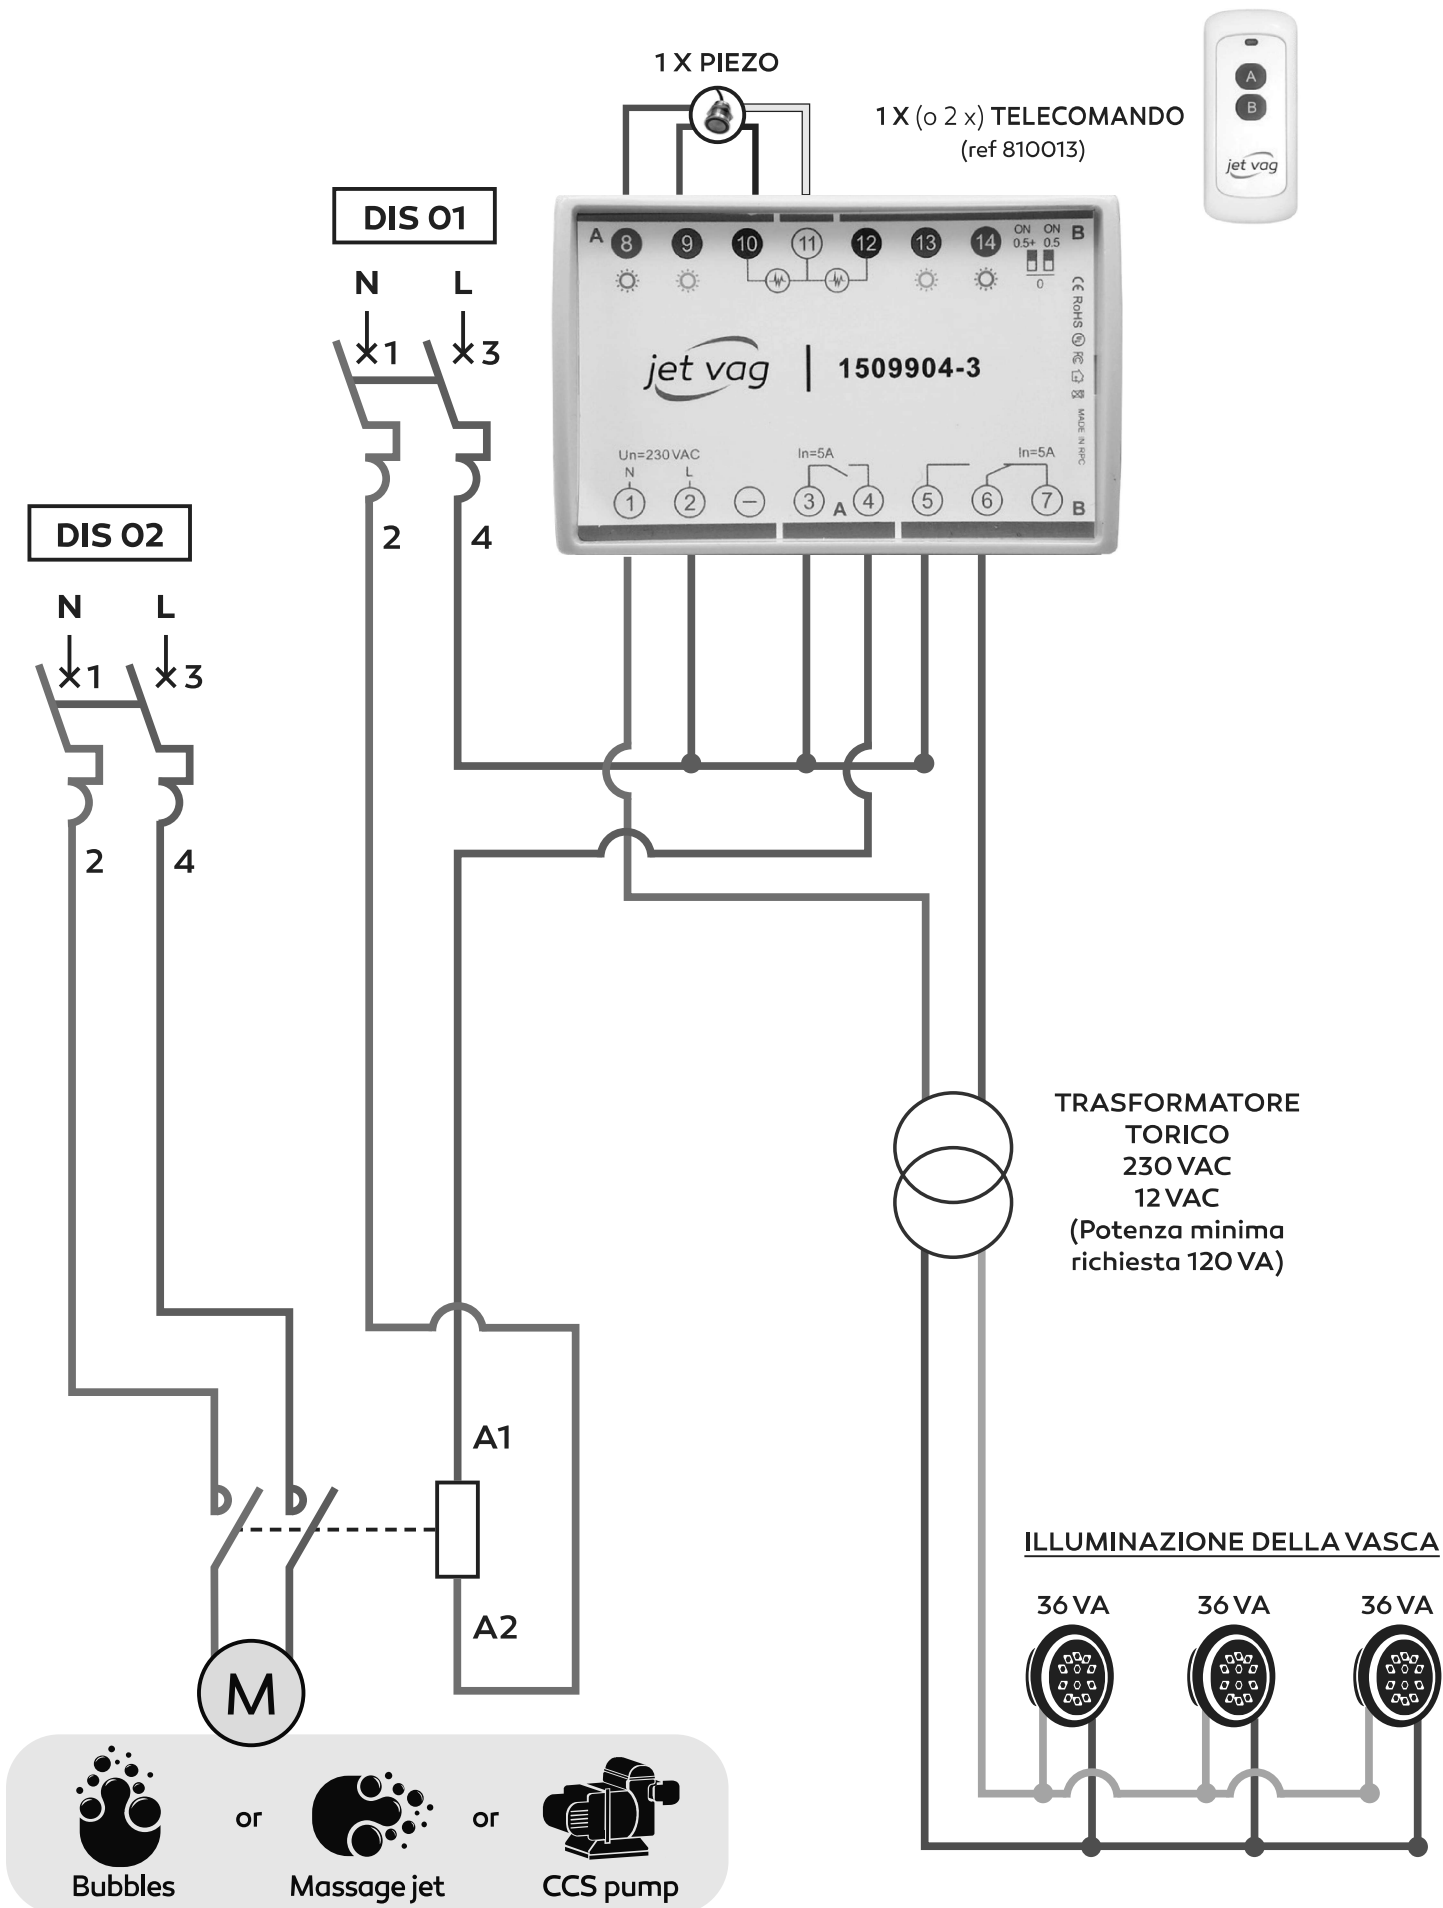 1 X PIEZO
1 X (o 2 x) TELECOMANDO
(ref 810013)
A
B
jet vag
DIS 01
N L
1 3
2 4
A 8 9 10 11 12 13 14 B
ON ON
0.5+ 0.5
0
CE RoHS FC
MADE IN RPC
jet vag | 1509904-3
Un=230 VAC
N L
In=5A
In=5A
1 2 3 A 4 5 6 7 B
DIS 02
N L
1 3
2 4
TRASFORMATORE
TORICO
230 VAC
12 VAC
(Potenza minima
richiesta 120 VA)
A1
A2
M
ILLUMINAZIONE DELLA VASCA
36 VA 36 VA 36 VA
or or
Bubbles Massage jet CCS pump